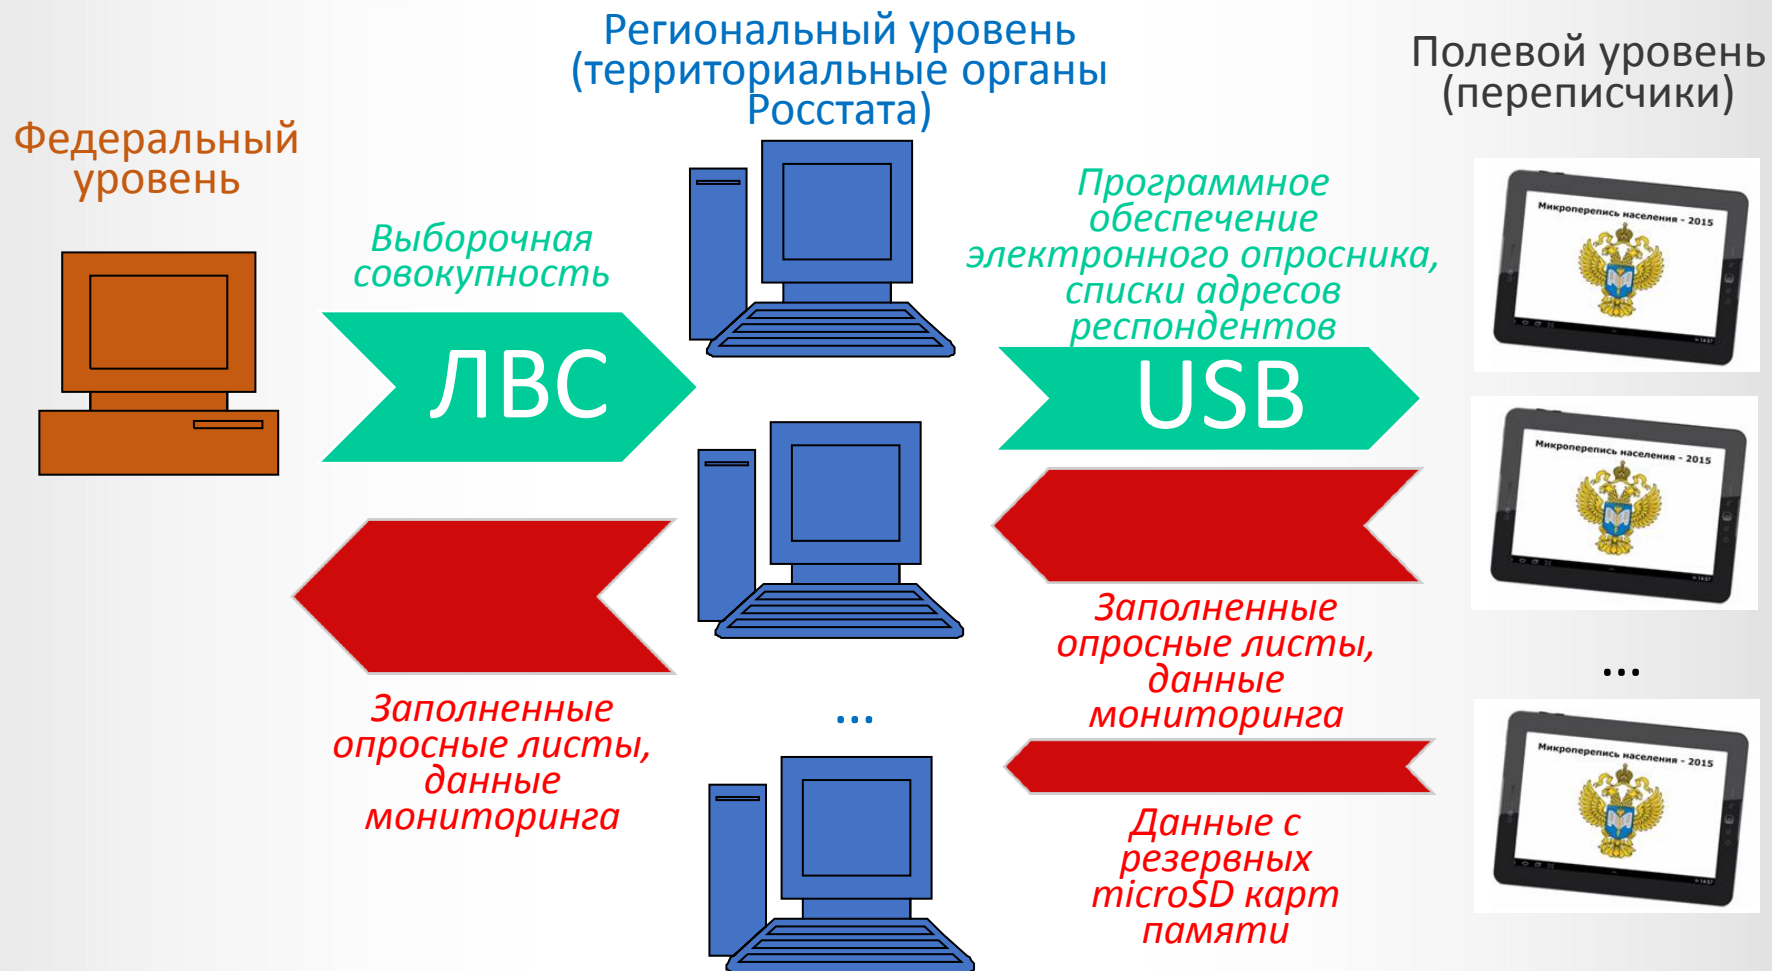 Региональный уровень
(территориальные органы
Росстата)
Полевой уровень
(переписчики)
Федеральный
уровень
Выборочная
совокупность
ЛВС
Программное
обеспечение
электронного опросника,
списки адресов
респондентов
USB
Микроперепись населения - 2015
Микроперепись населения - 2015
...
Микроперепись населения - 2015
Заполненные
опросные листы,
данные
мониторинга
...
Заполненные
опросные листы,
данные
мониторинга
Данные с
резервных
microSD карт
памяти